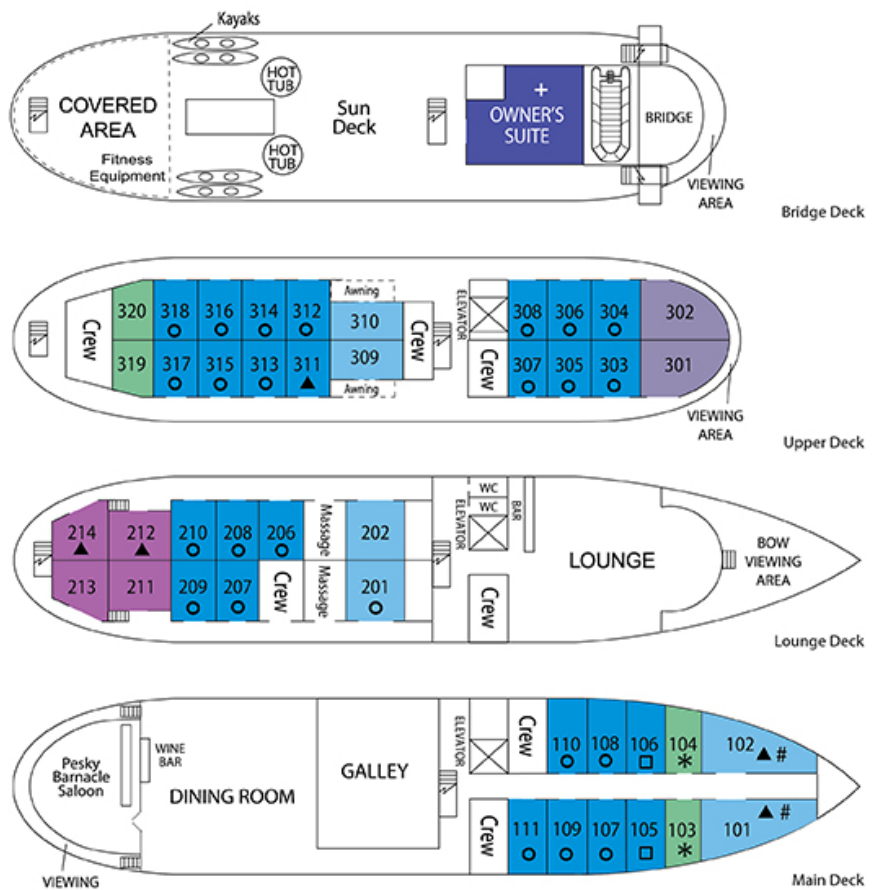 Kayaks
HOT
TUB
COVERED
AREA
Sun
Deck
+
OWNER'S
SUITE
BRIDGE
HOT
TUB
Fitness
Equipment
VIEWING
AREA
Bridge Deck
Awning
ELEVATOR
320 318 316 314 312 310 308 306 304 302
Crew
Crew
319 317 315 313 311 309 307 305 303 301
Crew
Awning
VIEWING
AREA
Upper Deck
WC
WC
ELEVATOR
BAR
214 212 210 208 206 Massage 202
LOUNGE
BOW
VIEWING
AREA
213 211 209 207 Crew Massage 201
Crew
Lounge Deck
ELEVATOR
Crew
110 108 106 104 102
* #
Pesky
Barnacle
Saloon
WINE
BAR
DINING ROOM
GALLEY
Crew
111 109 107 105 103 101
* #
VIEWING
Main Deck